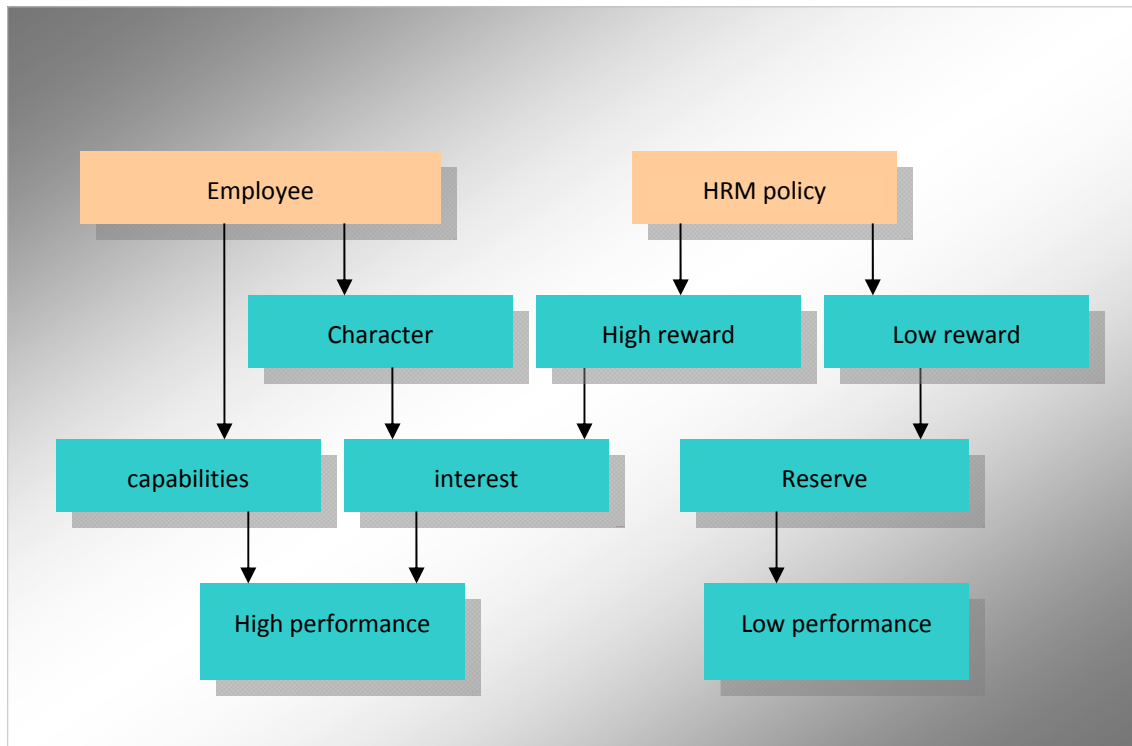 Employee
HRM policy
Character
High reward
Low reward
capabilities
interest
Reserve
High performance
Low performance